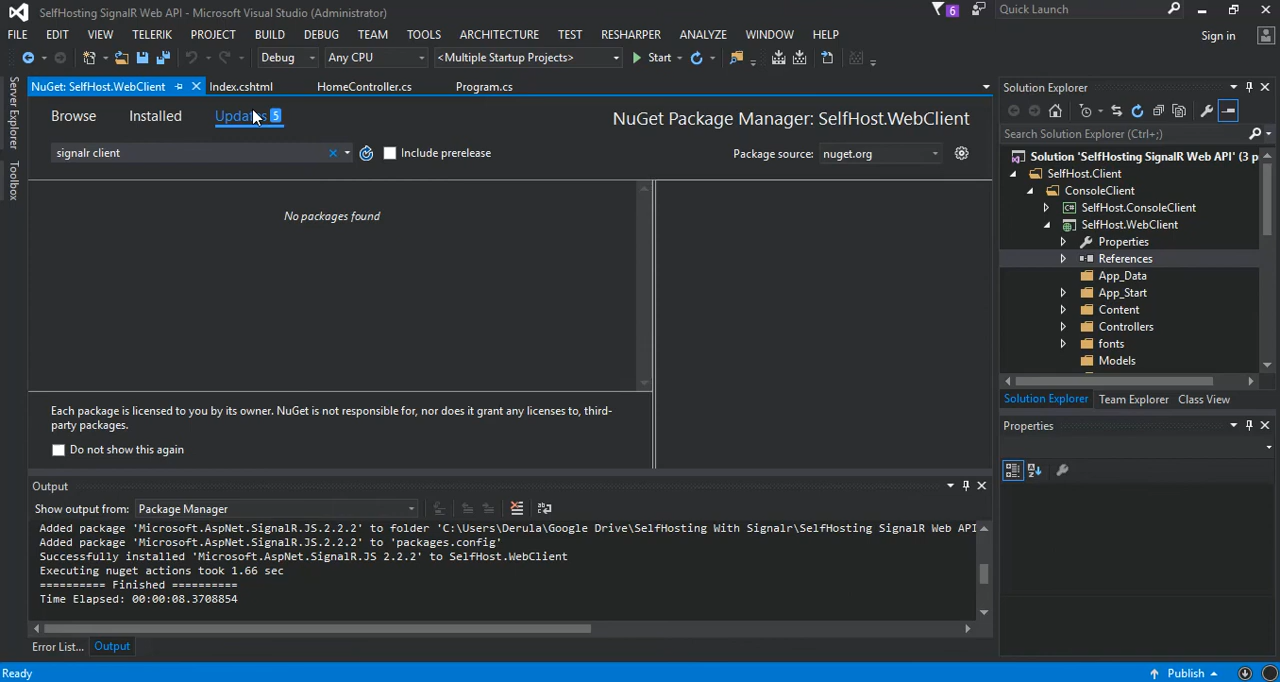 SelfHosting SignalR Web API - Microsoft Visual Studio (Administrator)
6
Quick Launch
FILE EDIT VIEW TELERIK PROJECT BUILD DEBUG TEAM TOOLS ARCHITECTURE TEST RESHARPER ANALYZE WINDOW HELP
Sign in
Debug Any CPU <Multiple Startup Projects> Start
Server Explorer
Toolbox
NuGet: SelfHost.WebClient Index.cshtml HomeController.cs Program.cs
Browse Installed Updates 5
NuGet Package Manager: SelfHost.WebClient
signalr client
Include prerelease
Package source: nuget.org
No packages found
Each package is licensed to you by its owner. NuGet is not responsible for, nor does it grant any licenses to, third-
party packages.
Do not show this again
Output
Show output from: Package Manager
Added package 'Microsoft.AspNet.SignalR.JS.2.2.2' to folder 'C:\Users\Derula\Google Drive\SelfHosting With Signalr\SelfHosting SignalR Web API
Added package 'Microsoft.AspNet.SignalR.JS.2.2.2' to 'packages.config'
Successfully installed 'Microsoft.AspNet.SignalR.JS 2.2.2' to SelfHost.WebClient
Executing nuget actions took 1.66 sec
========== Finished ==========
Time Elapsed: 00:00:08.3708854
Error List... Output
Solution Explorer
Search Solution Explorer (Ctrl+;)
Solution 'SelfHosting SignalR Web API' (3 p
SelfHost.Client
ConsoleClient
SelfHost.ConsoleClient
SelfHost.WebClient
Properties
References
App_Data
App_Start
Content
Controllers
fonts
Models
Solution Explorer Team Explorer Class View
Properties
Ready
Publish